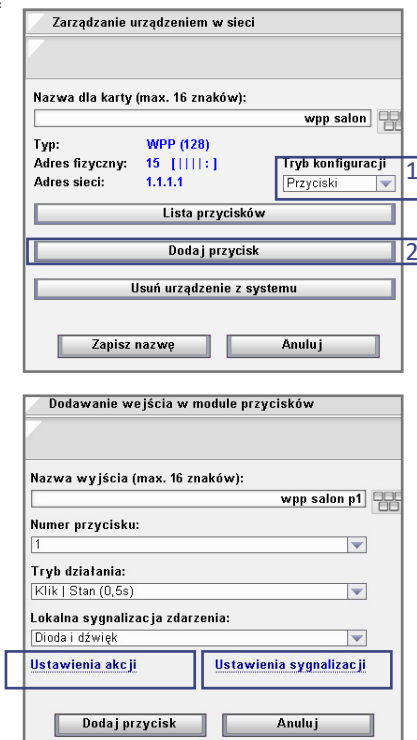 Zarządzanie urządzeniem w sieci
Nazwa dla karty (max. 16 znaków):
wpp salon
Typ: WPP (128)
Adres fizyczny: 15 [||||:] Tryb konfiguracji 1
Adres sieci: 1.1.1.1 Przyciski
Lista przycisków
Dodaj przycisk 2
Usuń urządzenie z systemu
Zapisz nazwę Anuluj
Dodawanie wejścia w module przycisków
Nazwa wyjścia (max. 16 znaków):
wpp salon p1
Numer przycisku:
1
Tryb działania:
Klik | Stan (0,5s)
Lokalna sygnalizacja zdarzenia:
Dioda i dźwięk
Ustawienia akcji Ustawienia sygnalizacji
Dodaj przycisk Anuluj